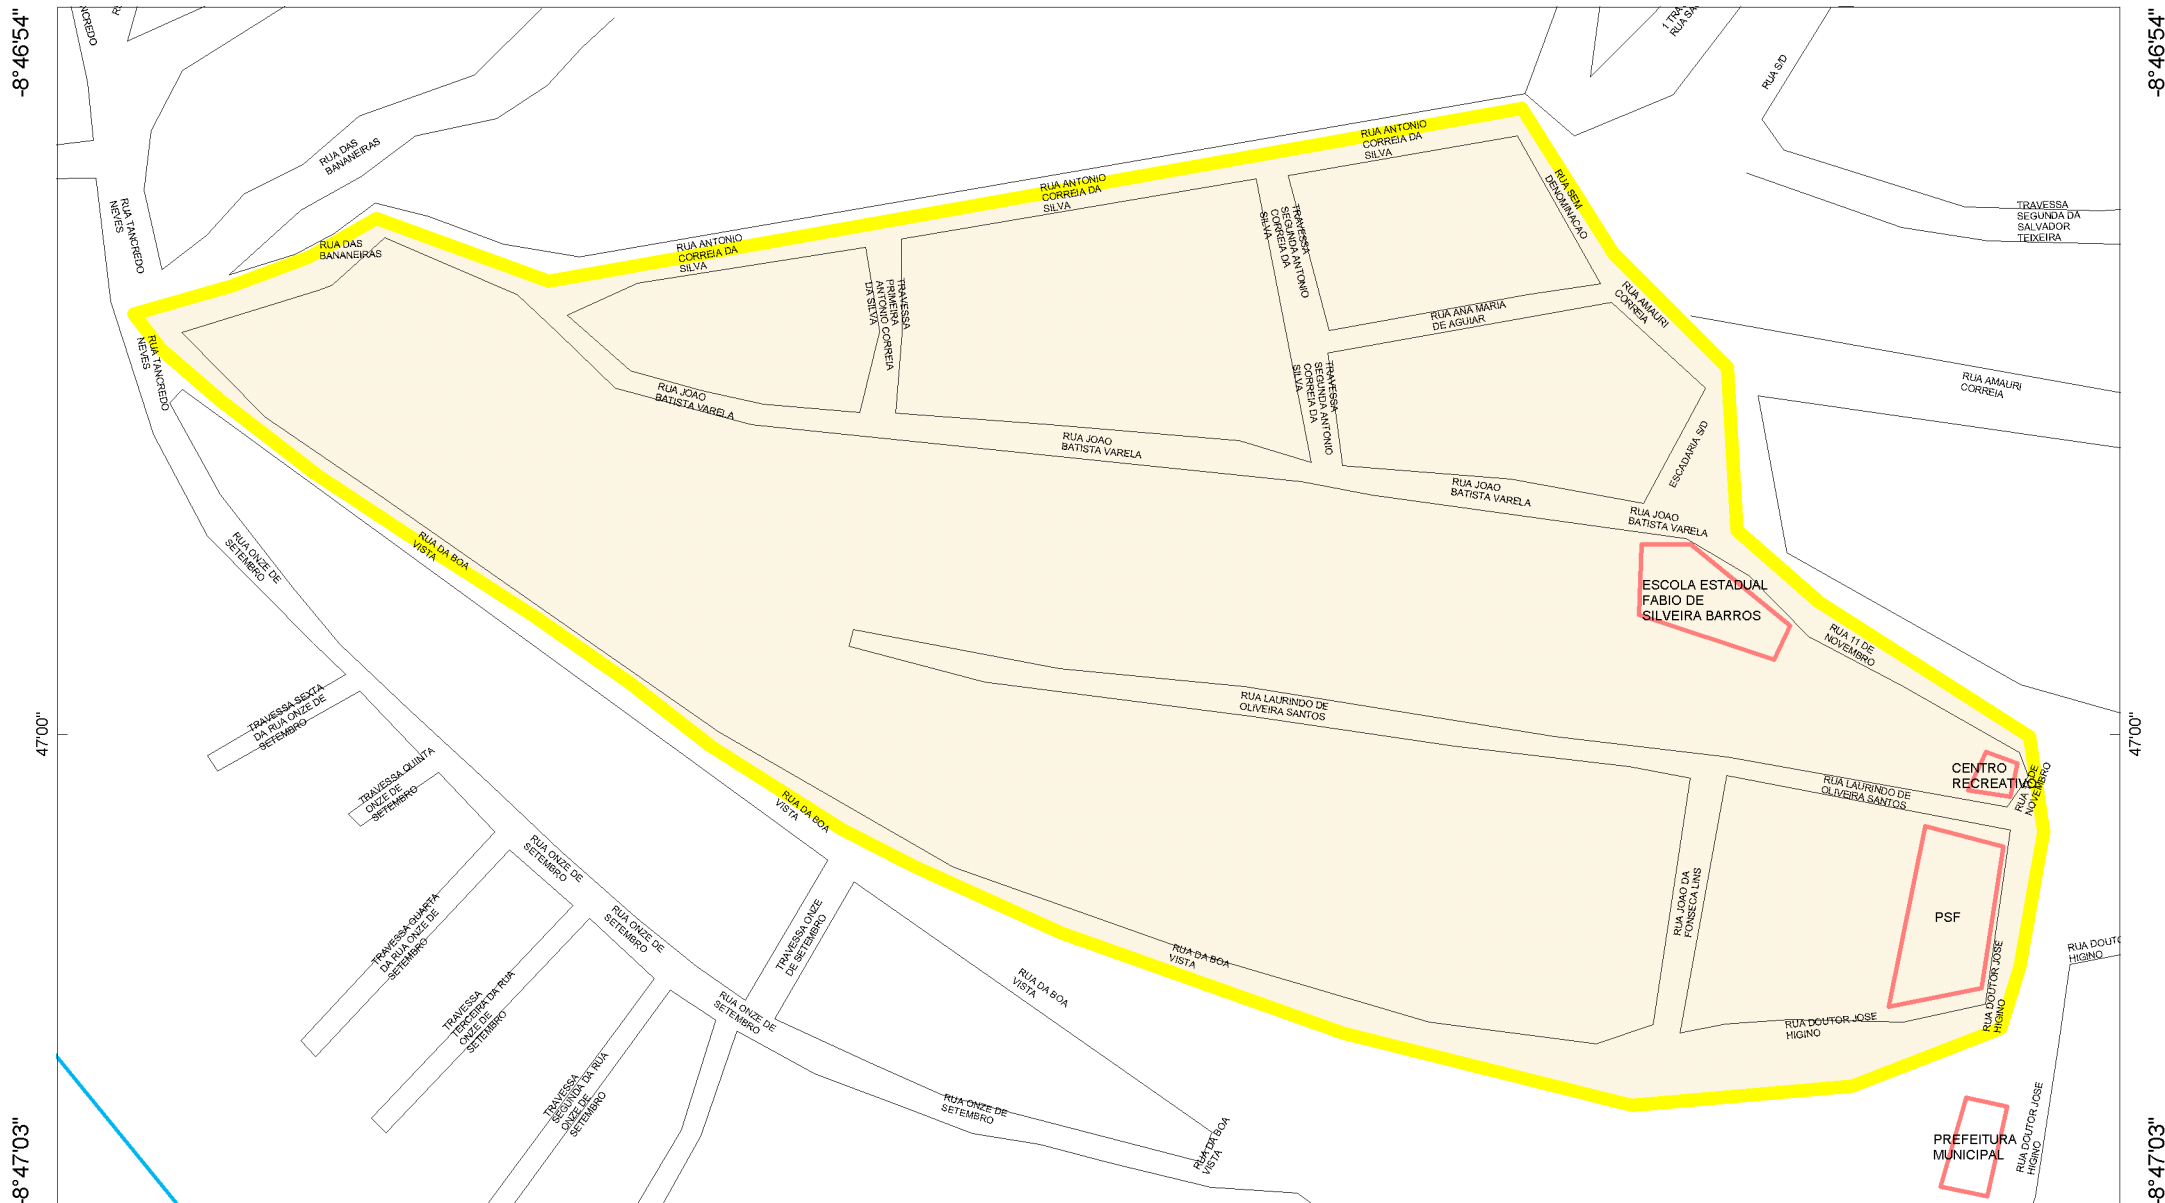 -8°46'54"
-8°46'54"
RUA S/D
RUA DAS
BANANEIRAS
RUA ANTONIO
CORREIA DA
SILVA
RUA ANTONIO
CORREIA DA
SILVA
RUA ANTONIO
CORREIA DA
SILVA
RUA SEM
DENOMINACAO
TRAVESSA
SEGUNDA DA
SALVADOR
TEIXEIRA
RUA TANCREDO
NEVES
RUA DAS
BANANEIRAS
TRAVESSA
SEGUNDA ANTONIO
CORREIA DA
SILVA
TRAVESSA
PRIMEIRA
ANTONIO CORREIA
DA SILVA
RUA ANA MARIA
DE AGUIAR
RUA AMAURI
CORREIA
RUA TANCREDO
NEVES
RUA JOAO
BATISTA VARELA
TRAVESSA
SEGUNDA ANTONIO
CORREIA DA
SILVA
RUA AMAURI
CORREIA
RUA JOAO
BATISTA VARELA
ESCADARIA S/D
RUA JOAO
BATISTA VARELA
RUA JOAO
BATISTA VARELA
RUA ONZE DE
SETEMBRO
RUA DA BOA
VISTA
ESCOLA ESTADUAL
FABIO DE
SILVEIRA BARROS
RUA 11 DE
NOVEMBRO
TRAVESSA SEXTA
DA RUA ONZE DE
SETEMBRO
RUA LAURINDO DE
OLIVEIRA SANTOS
47'00"
47'00"
TRAVESSA QUINTA
ONZE DE
SETEMBRO
CENTRO
RECREATIVO
RUA LAURINDO DE
OLIVEIRA SANTOS
NOVEMBRO
RUA DA BOA
VISTA
RUA ONZE DE
SETEMBRO
TRAVESSA QUARTA
DA RUA ONZE DE
SETEMBRO
RUA ONZE DE
SETEMBRO
TRAVESSA ONZE
DE SETEMBRO
RUA JOAO DA
FONSECA LINS
PSF
RUA DA BOA
VISTA
RUA DOUTO
HIGINO
TRAVESSA
TERCEIRA DA RUA
ONZE DE
SETEMBRO
RUA ONZE DE
SETEMBRO
RUA DA BOA
VISTA
RUA DOUTOR JOSE
HIGINO
RUA DOUTOR JOSE
HIGINO
TRAVESSA
SEGUNDA DA RUA
ONZE DE
SETEMBRO
RUA ONZE DE
SETEMBRO
RUA DA BOA
VISTA
PREFEITURA
MUNICIPAL
RUA DOUTOR JOSE
HIGINO
-8°47'03"
-8°47'03"